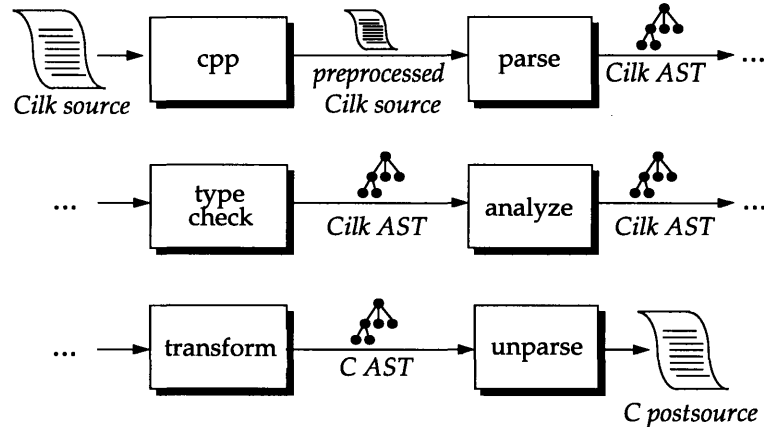 cpp
parse
...
Cilk source
preprocessed
Cilk source
Cilk AST
...
type
check
Cilk AST
analyze
Cilk AST
...
...
transform
C AST
unparse
C postsource